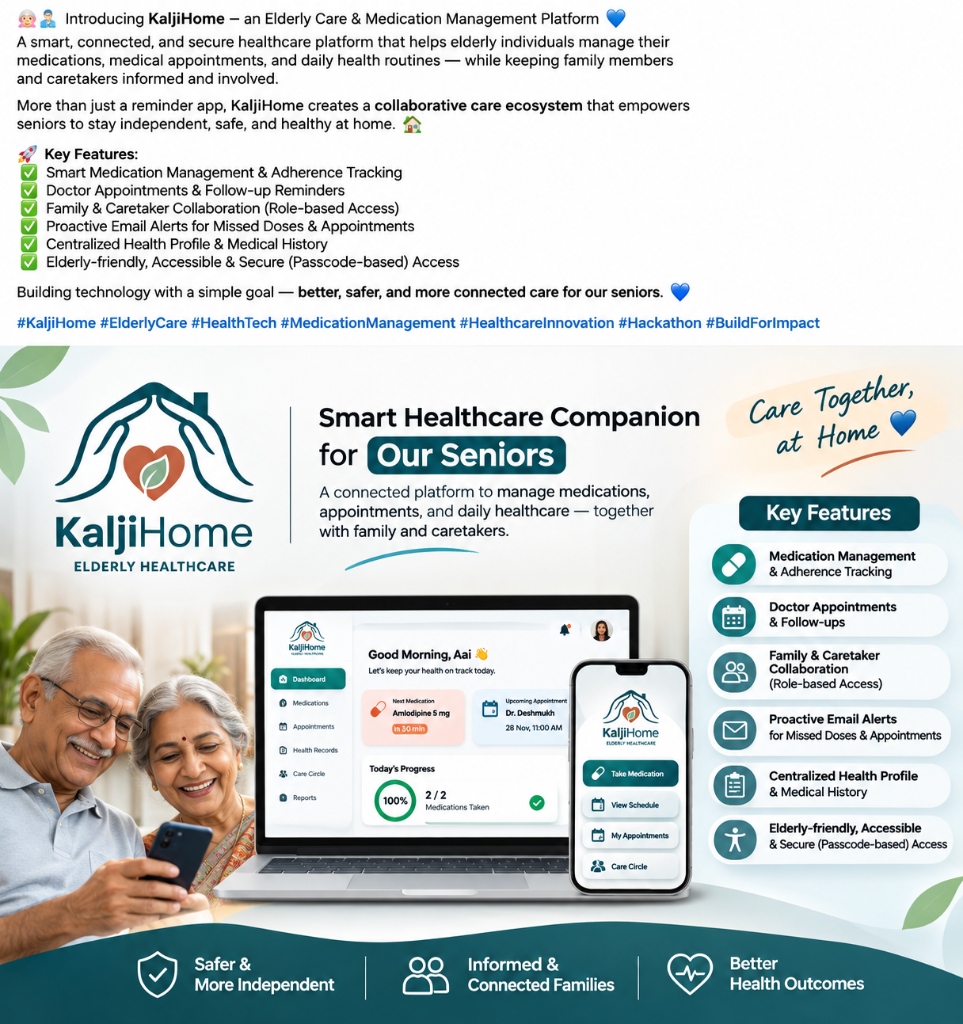 👵🏻👨🏻‍⚕️ Introducing KaljiHome – an Elderly Care & Medication Management Platform 💙
A smart, connected, and secure healthcare platform that helps elderly individuals manage their
medications, medical appointments, and daily health routines — while keeping family members
and caretakers informed and involved.
More than just a reminder app, KaljiHome creates a collaborative care ecosystem that empowers
seniors to stay independent, safe, and healthy at home. 🏡
🚀 Key Features:
✅ Smart Medication Management & Adherence Tracking
✅ Doctor Appointments & Follow-up Reminders
✅ Family & Caretaker Collaboration (Role-based Access)
✅ Proactive Email Alerts for Missed Doses & Appointments
✅ Centralized Health Profile & Medical History
✅ Elderly-friendly, Accessible & Secure (Passcode-based) Access
Building technology with a simple goal — better, safer, and more connected care for our seniors. 💙
#KaljiHome #ElderlyCare #HealthTech #MedicationManagement #HealthcareInnovation #Hackathon #BuildForImpact
KaljiHome
ELDERLY HEALTHCARE
Smart Healthcare Companion
for Our Seniors
A connected platform to manage medications,
appointments, and daily healthcare — together
with family and caretakers.
Care Together,
at Home 💙
KaljiHome
ELDERLY HEALTHCARE
Dashboard
Medications
Appointments
Health Records
Care Circle
Reports
Good Morning, Aai 👋
Let's keep your health on track today.
Next Medication
Amlodipine 5 mg
in 30 min
Upcoming Appointment
Dr. Deshmukh
28 Nov, 11:00 AM
Today's Progress
100%
2 / 2
Medications Taken
KaljiHome
ELDERLY HEALTHCARE
Take Medication
View Schedule
My Appointments
Care Circle
Key Features
Medication Management
& Adherence Tracking
Doctor Appointments
& Follow-ups
Family & Caretaker
Collaboration
(Role-based Access)
Proactive Email Alerts
for Missed Doses & Appointments
Centralized Health Profile
& Medical History
Elderly-friendly, Accessible
& Secure (Passcode-based) Access
Safer &
More Independent
Informed &
Connected Families
Better
Health Outcomes